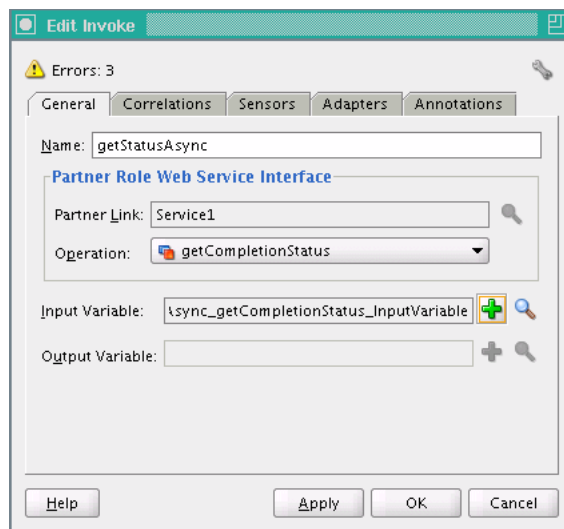 Edit Invoke
Errors: 3
General Correlations Sensors Adapters Annotations
Name: getStatusAsync
Partner Role Web Service Interface
Partner Link: Service1
Operation: getCompletionStatus
Input Variable: \sync_getCompletionStatus_InputVariable
Output Variable:
Help Apply OK Cancel